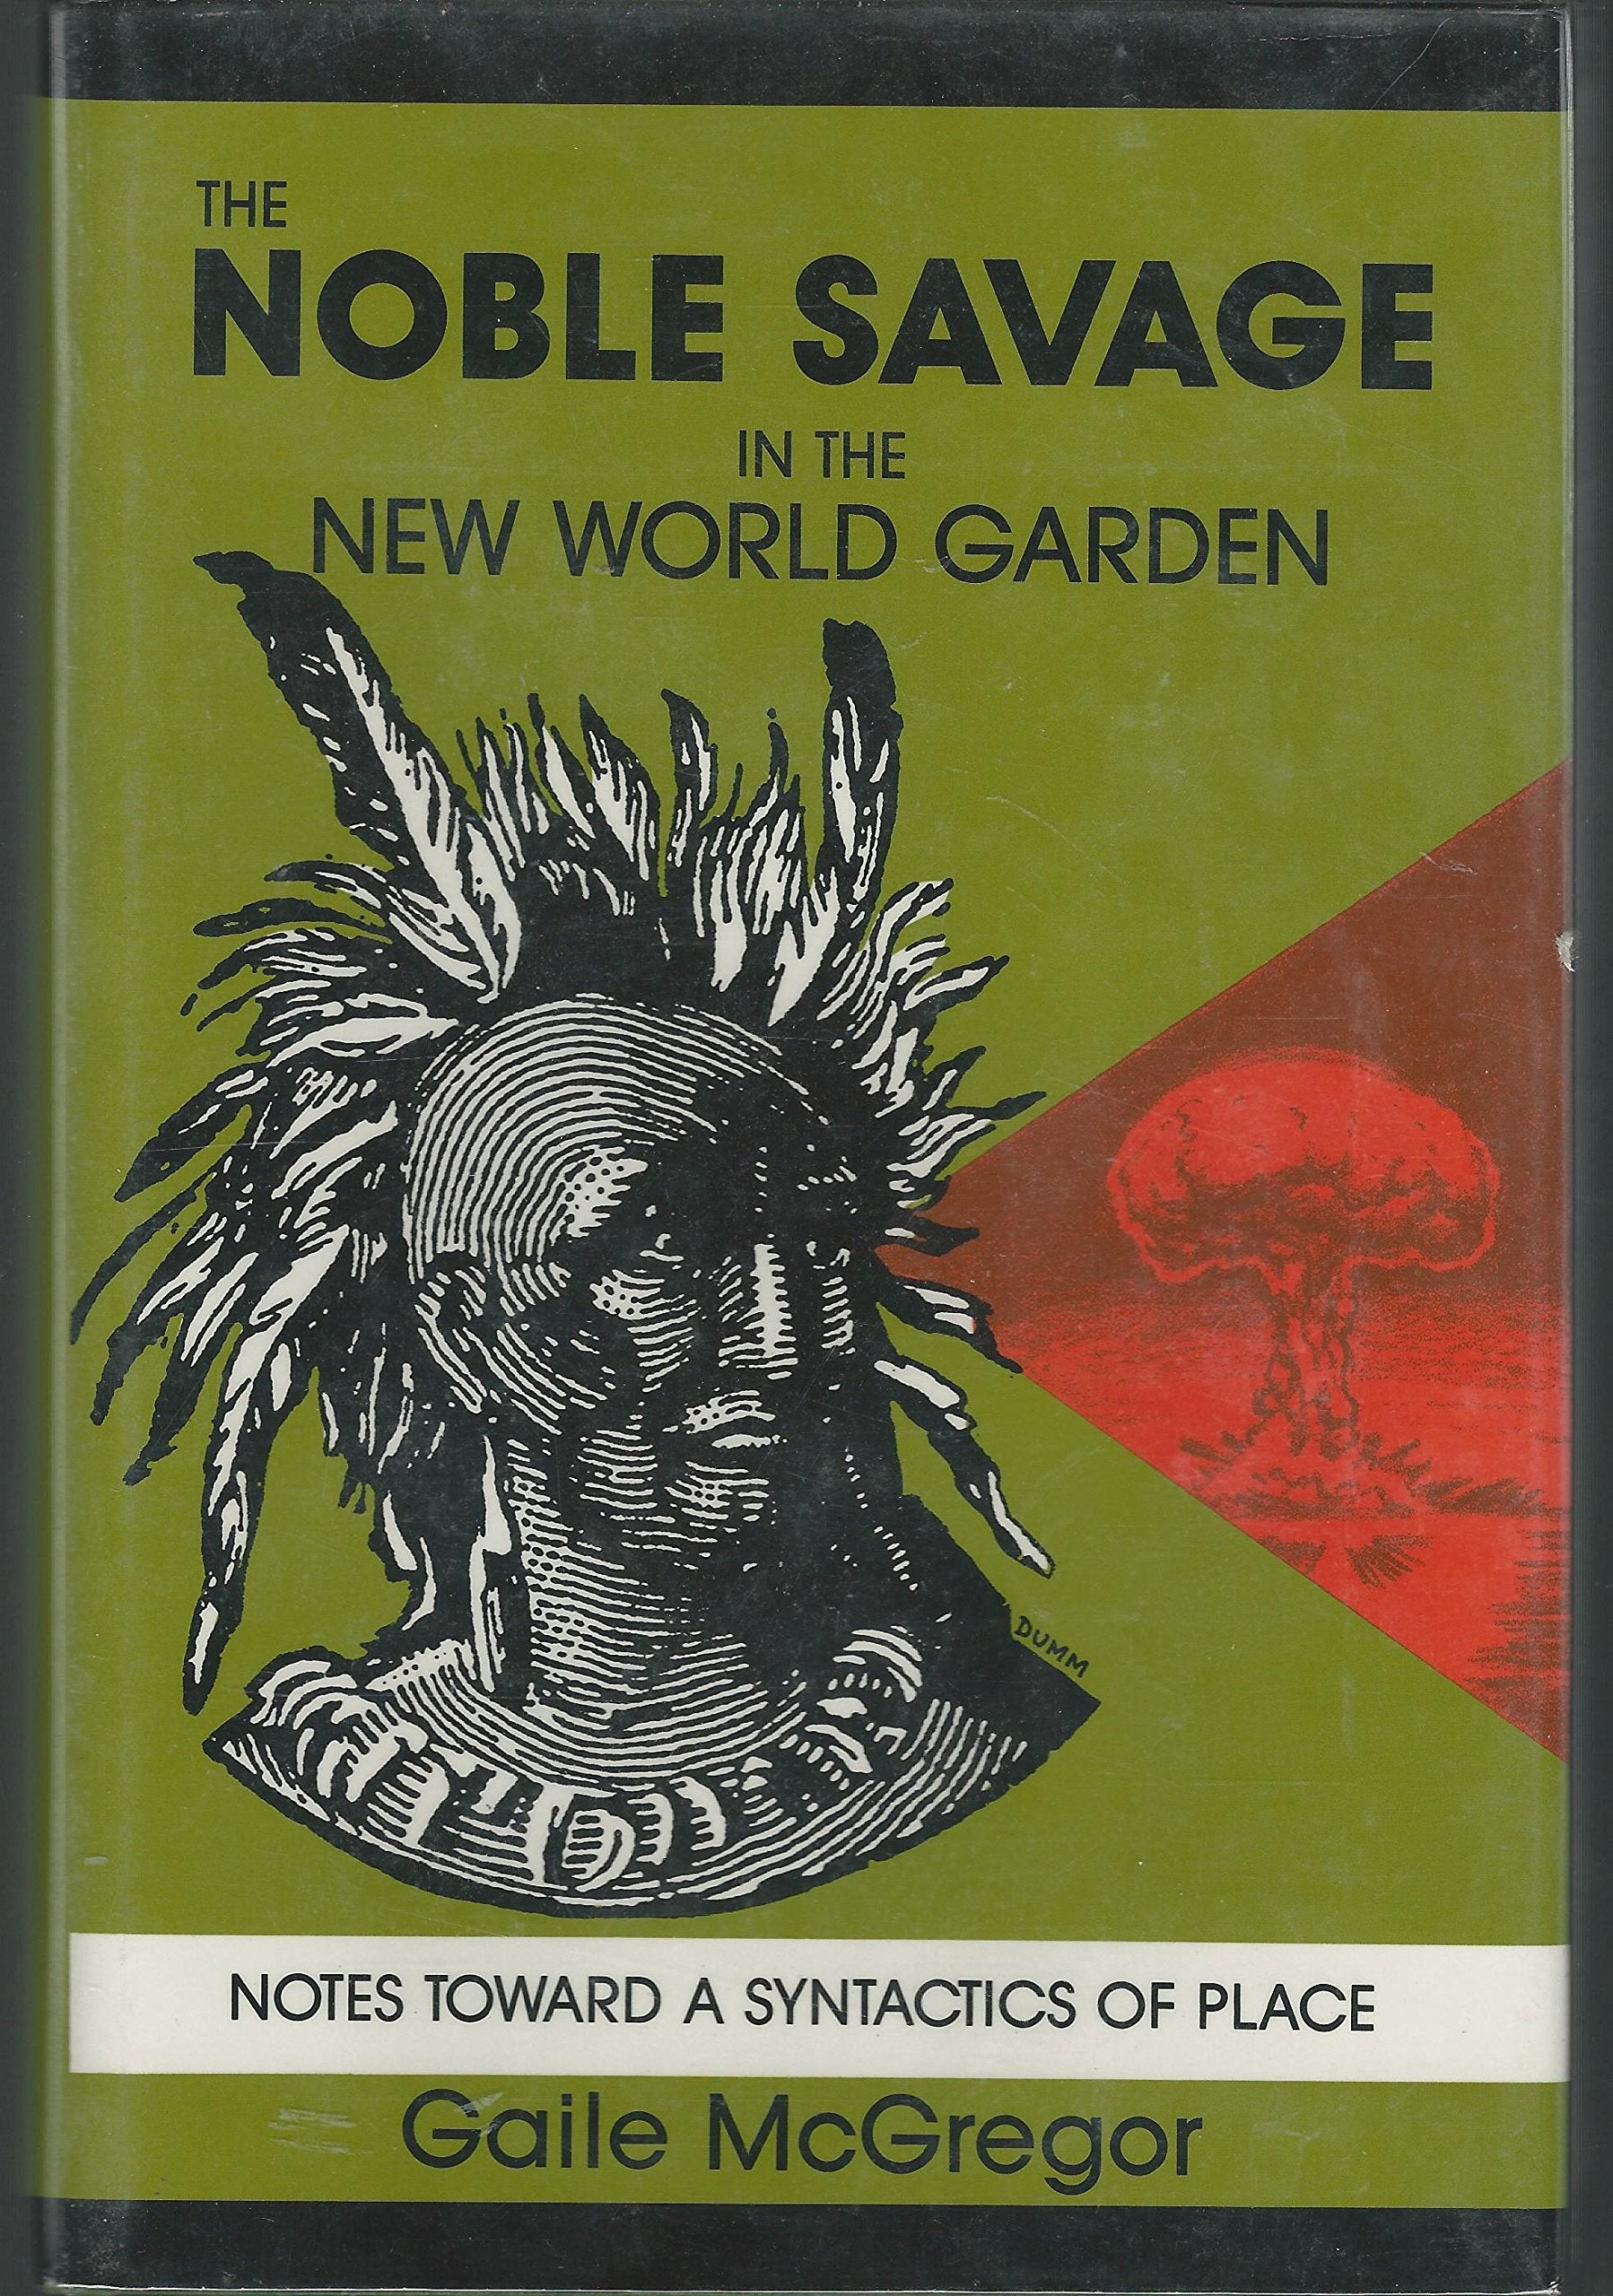 THE
NOBLE SAVAGE
IN THE
NEW WORLD GARDEN
DUMM
NOTES TOWARD A SYNTACTICS OF PLACE
Gaile McGregor